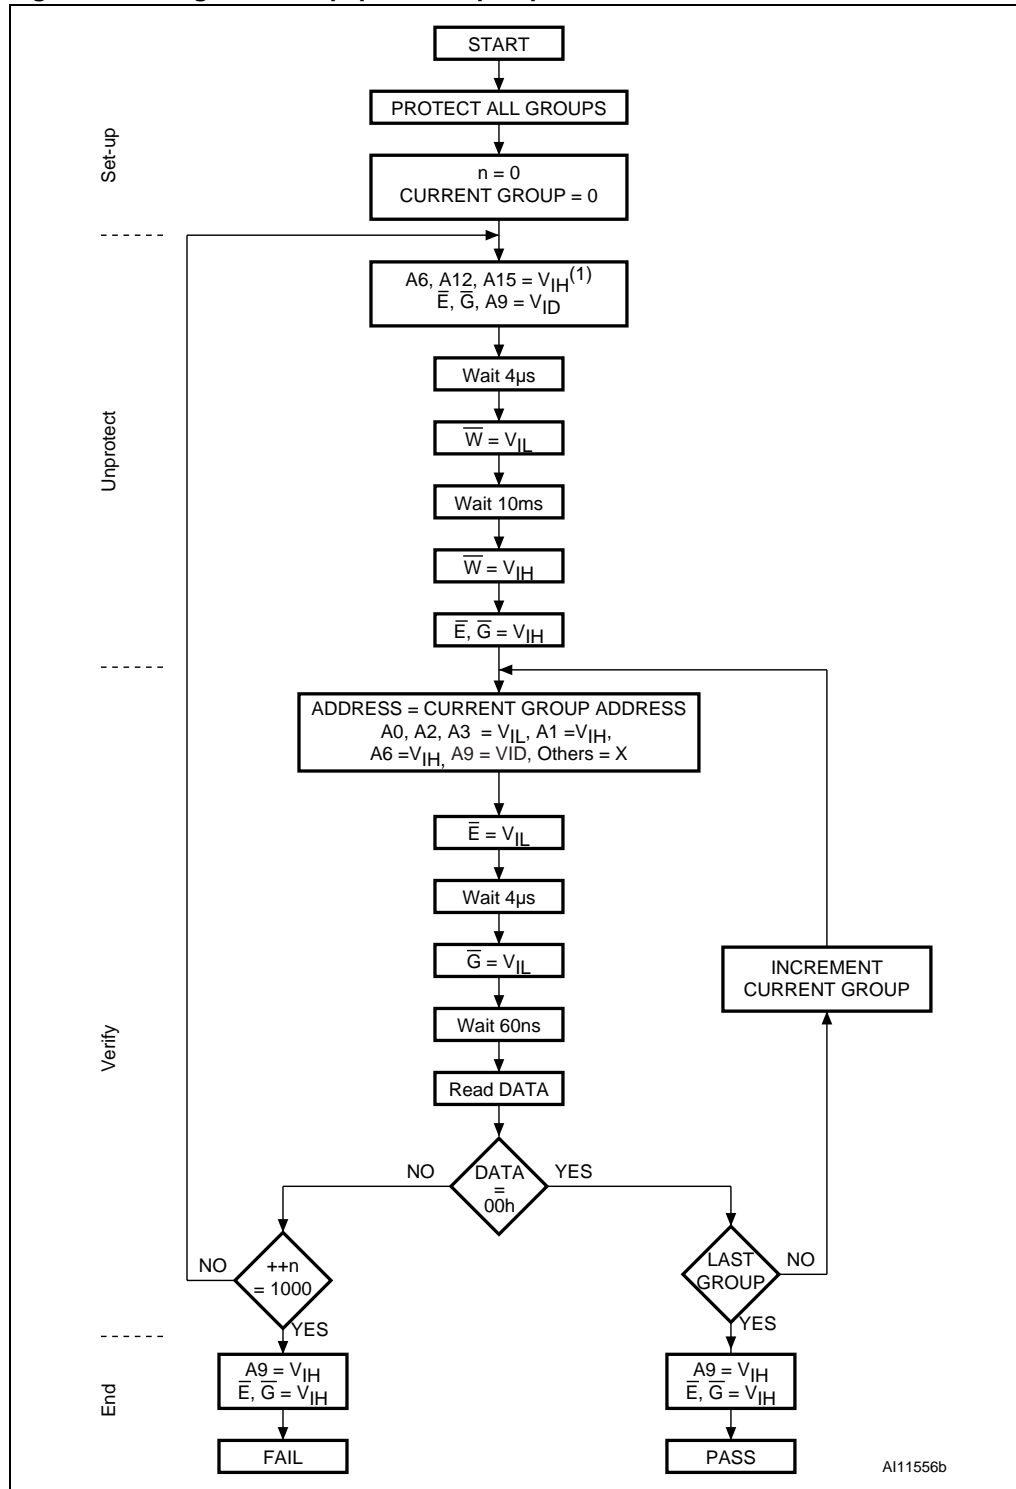 START
PROTECT ALL GROUPS
Set-up
n = 0
CURRENT GROUP = 0
A6, A12, A15 = VIH(1)
E̅, G̅, A9 = VID
Wait 4µs
Unprotect
W̅ = VIL
Wait 10ms
W̅ = VIH
E̅, G̅ = VIH
ADDRESS = CURRENT GROUP ADDRESS
A0, A2, A3 = VIL, A1 =VIH,
A6 =VIH, A9 = VID, Others = X
E̅ = VIL
Wait 4µs
G̅ = VIL
INCREMENT
CURRENT GROUP
Wait 60ns
Verify
Read DATA
NO
DATA
=
00h
YES
NO
++n
= 1000
YES
LAST
GROUP
NO
YES
End
A9 = VIH
E̅, G̅ = VIH
A9 = VIH
E̅, G̅ = VIH
FAIL
PASS
AI11556b